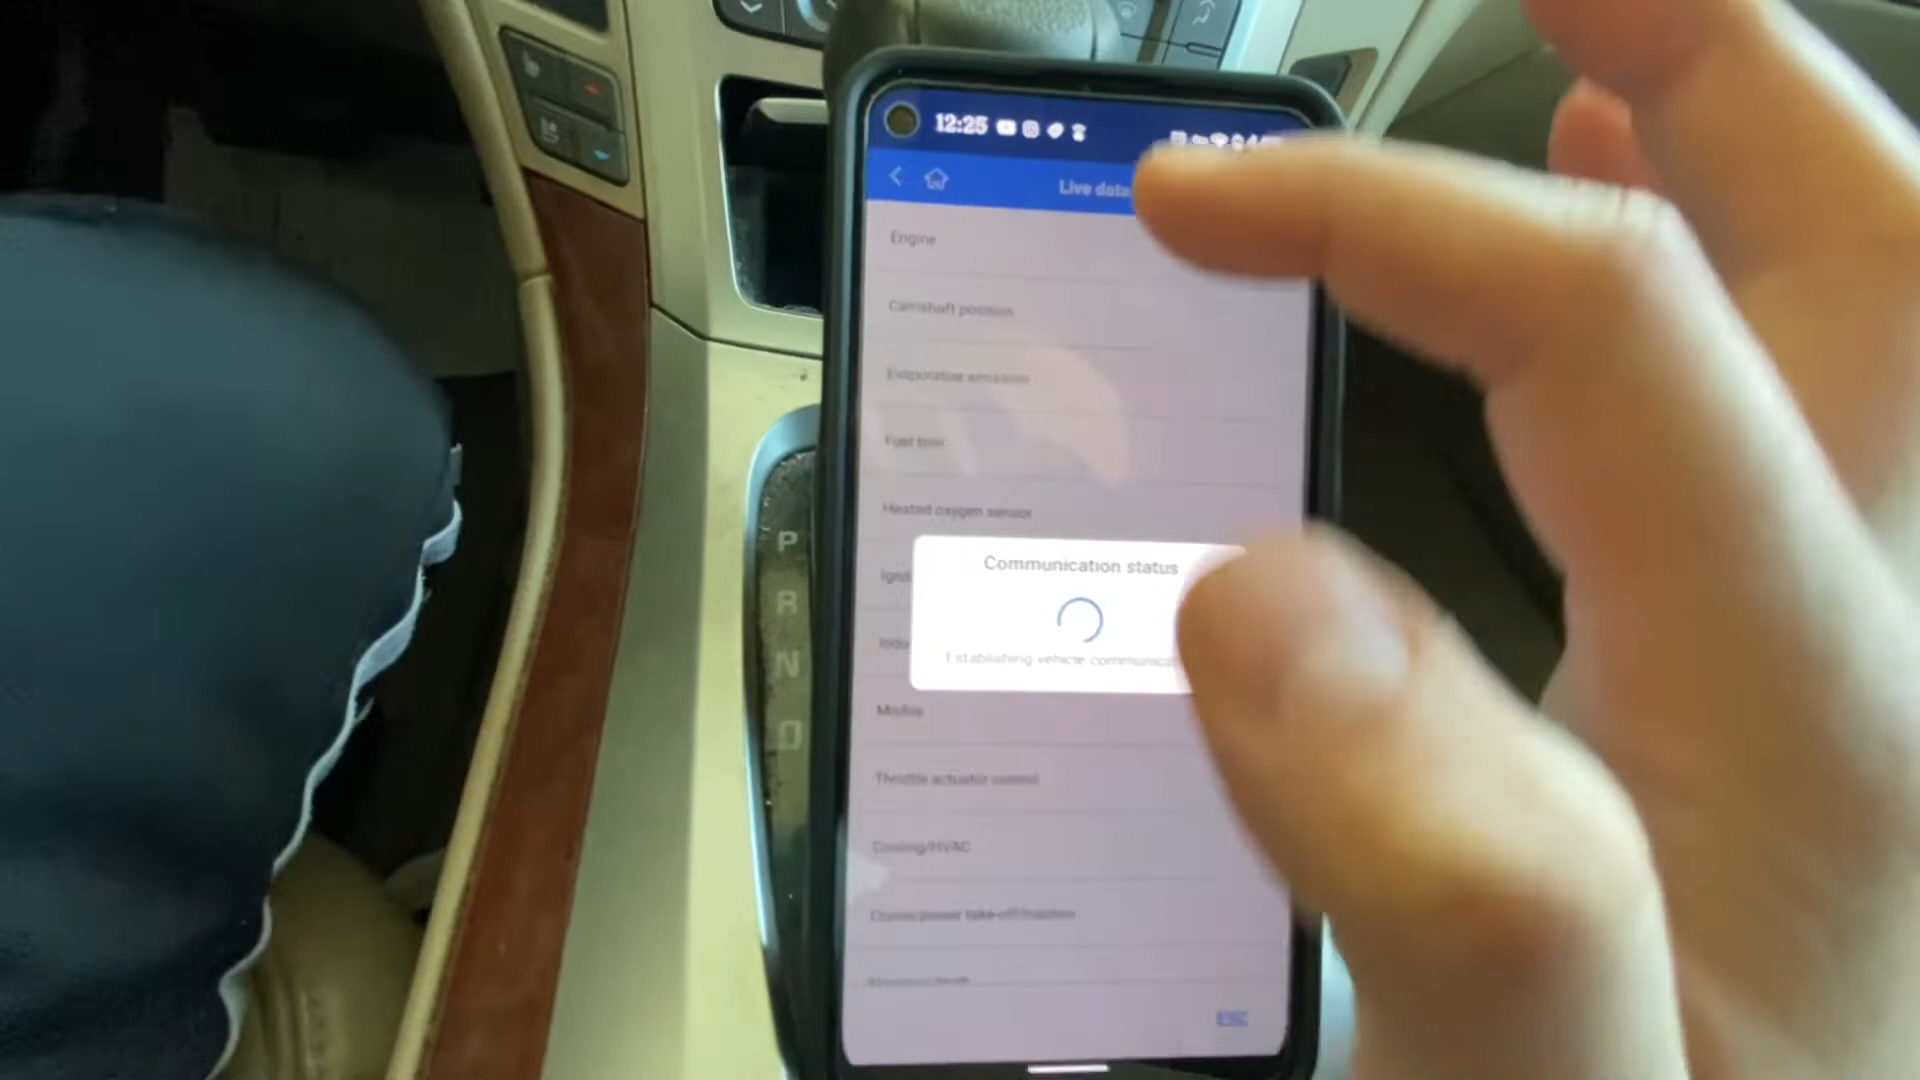 12:25
Live data
Engine
Camshaft position
Evaporative emission
Fuel trim
Heated oxygen sensor
Communication status
Establishing vehicle
Misfire
Throttle actuator control
Cooling/HVAC
ESC
P
R
N
D